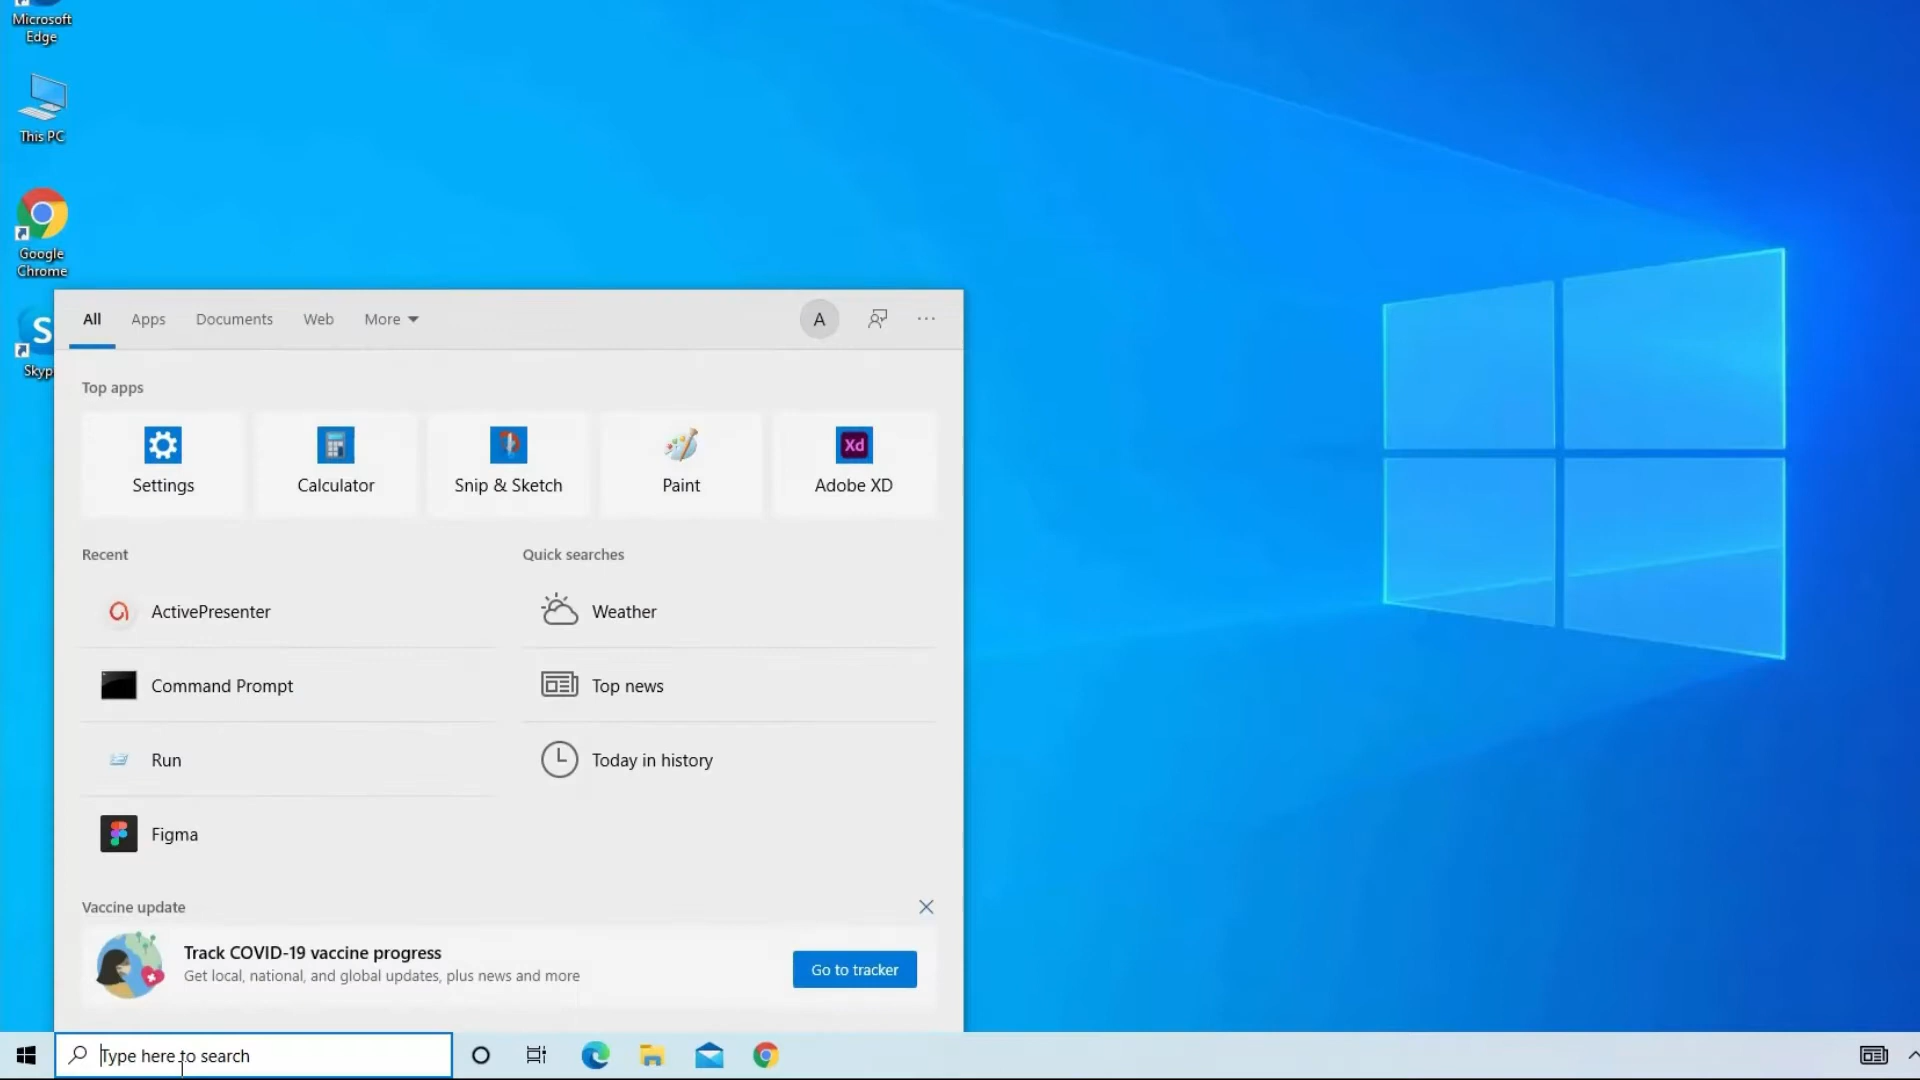 Microsoft
Edge
This PC
Google
Chrome
S
Skyp
All Apps Documents Web More A ...
Top apps
Settings Calculator Snip & Sketch Paint Xd Adobe XD
Recent Quick searches
ActivePresenter Weather
Command Prompt Top news
Run Today in history
Figma
Vaccine update
Track COVID-19 vaccine progress
Get local, national, and global updates, plus news and more
Go to tracker
Type here to search